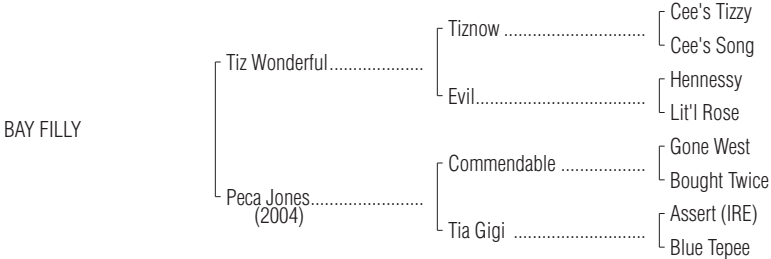 Cee's Tizzy
Tiznow ..............................
Cee's Song
Tiz Wonderful....................
Hennessy
Evil....................................
Lit'l Rose
BAY FILLY
Gone West
Commendable ..................
Bought Twice
Peca Jones........................
(2004)
Assert (IRE)
Tia Gigi ............................
Blue Tepee